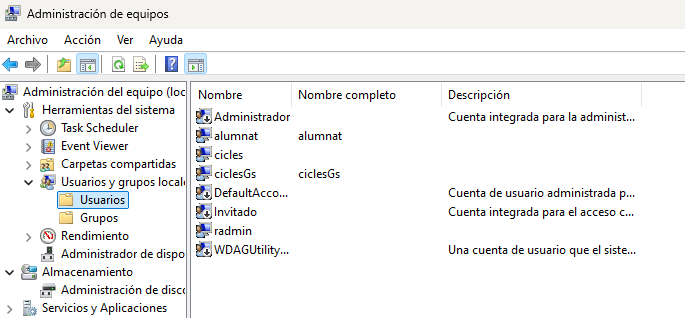 Administración de equipos
Archivo Acción Ver Ayuda
Administración del equipo (loc
Herramientas del sistema
Task Scheduler
Event Viewer
Carpetas compartidas
Usuarios y grupos locale
Usuarios
Grupos
Rendimiento
Administrador de dispo
Almacenamiento
Administración de disco
Servicios y Aplicaciones
Nombre Nombre completo Descripción
Administrador Cuenta integrada para la administ...
alumnat alumnat
cicles
ciclesGs ciclesGs
DefaultAcco... Cuenta de usuario administrada p...
Invitado Cuenta integrada para el acceso c...
radmin
WDAGUtility... Una cuenta de usuario que el siste...